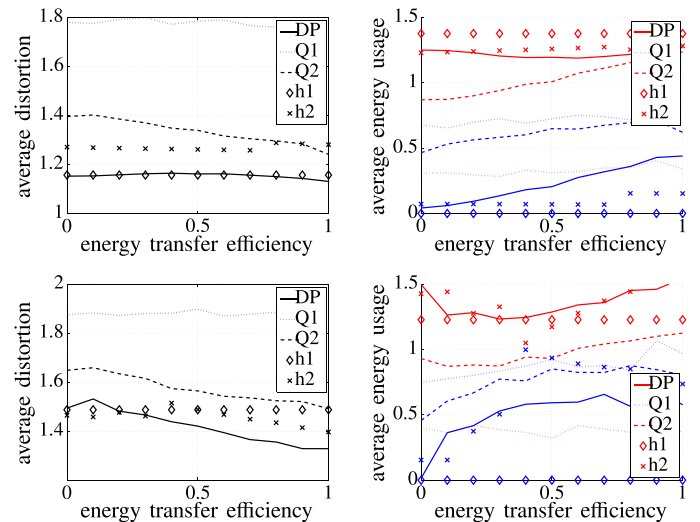 1.8
1.6
1.4
1.2
1
0
0.5
1
average distortion
energy transfer efficiency
DP
Q1
Q2
h1
h2
1.5
1
0.5
0
0
0.5
1
average energy usage
energy transfer efficiency
DP
Q1
Q2
h1
h2
2
1.8
1.6
1.4
0
0.5
1
average distortion
energy transfer efficiency
DP
Q1
Q2
h1
h2
1.5
1
0.5
0
0
0.5
1
average energy usage
energy transfer efficiency
DP
Q1
Q2
h1
h2